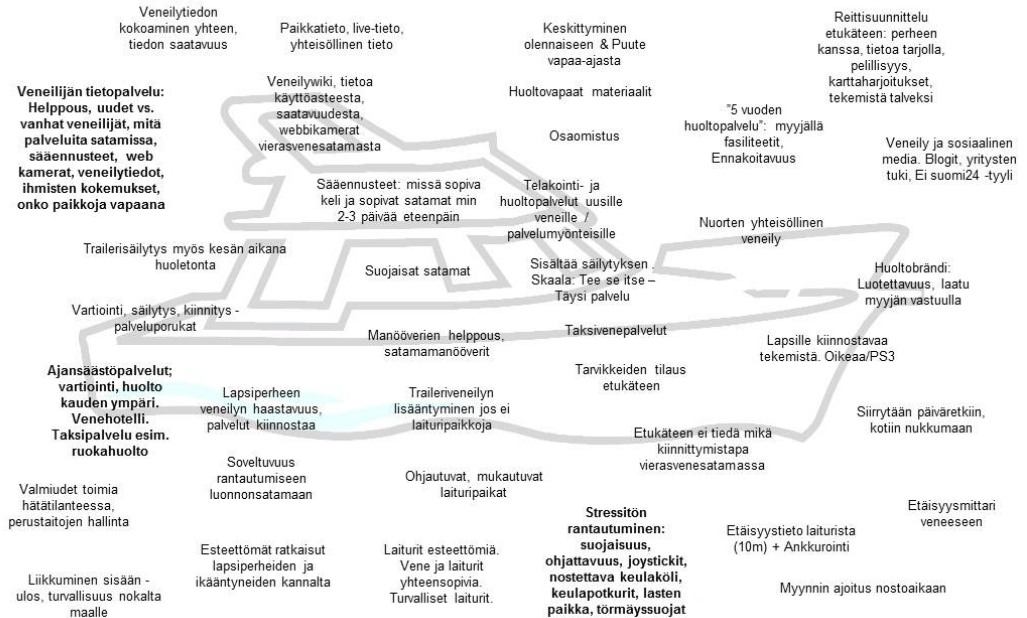 Veneilytiedon
kokoaminen yhteen,
tiedon saatavuus
Paikkatieto, live-tieto,
yhteisöllinen tieto
Keskittyminen
olennaiseen & Puute
vapaa-ajasta
Reittisuunnittelu
etukäteen: perheen
kanssa, tietoa tarjolla,
pelillisyys,
karttaharjoitukset,
tekemistä talveksi
Veneilijän tietopalvelu:
Helppous, uudet vs.
vanhat veneilijät, mitä
palveluita satamissa,
sääennusteet, web
kamerat, veneilytiedot,
ihmisten kokemukset,
onko paikkoja vapaana
Veneilywiki, tietoa
käyttöasteesta,
saatavuudesta,
webbikamerat
vierasvenesatamasta
Huoltovapaat materiaalit
Osaomistus
"5 vuoden
huoltopalvelu": myyjällä
fasiliteetit,
Ennakoitavuus
Veneily ja sosiaalinen
media. Blogit, yritysten
tuki, Ei suomi24 -tyyli
Sääennusteet: missä sopiva
keli ja sopivat satamat min
2-3 päivää eteenpäin
Telakointi- ja
huoltopalvelut uusille
veneille /
palvelumyönteisille
Nuorten yhteisöllinen
veneily
Trailerisäilytys myös kesän aikana
huoletonta
Suojaisat satamat
Sisältää säilytyksen .
Skaala: Tee se itse –
Täysi palvelu
Huoltobrändi:
Luotettavuus, laatu
myyjän vastuulla
Vartiointi, säilytys, kiinnitys -
palveluporukat
Manööverien helppous,
satamamanööverit
Taksivenepalvelut
Lapsille kiinnostavaa
tekemistä. Oikeaa/PS3
Ajansäästöpalvelut;
vartiointi, huolto
kauden ympäri.
Venehotelli.
Taksipalvelu esim.
ruokahuolto
Lapsiperheen
veneilyn haastavuus,
palvelut kiinnostaa
Traileriveneilyn
lisääntyminen jos ei
laituripaikkoja
Tarvikkeiden tilaus
etukäteen
Siirrytään päiväretkiin,
kotiin nukkumaan
Etukäteen ei tiedä mikä
kiinnittymistapa
vierasvenesatamassa
Soveltuvuus
rantautumiseen
luonnonsatamaan
Ohjautuvat, mukautuvat
laituripaikat
Valmiudet toimia
hätätilanteessa,
perustaitojen hallinta
Stressitön
rantautuminen:
suojaisuus,
ohjattavuus, joystickit,
nostettava keulaköli,
keulapotkurit, lasten
paikka, törmäyssuojat
Etäisyystieto laiturista
(10m) + Ankkurointi
Etäisyysmittari
veneeseen
Liikkuminen sisään -
ulos, turvallisuus nokalta
maalle
Esteettömät ratkaisut
lapsiperheiden ja
ikääntyneiden kannalta
Laiturit esteettömiä.
Vene ja laiturit
yhteensopivia.
Turvalliset laiturit.
Myynnin ajoitus nostoaikaan